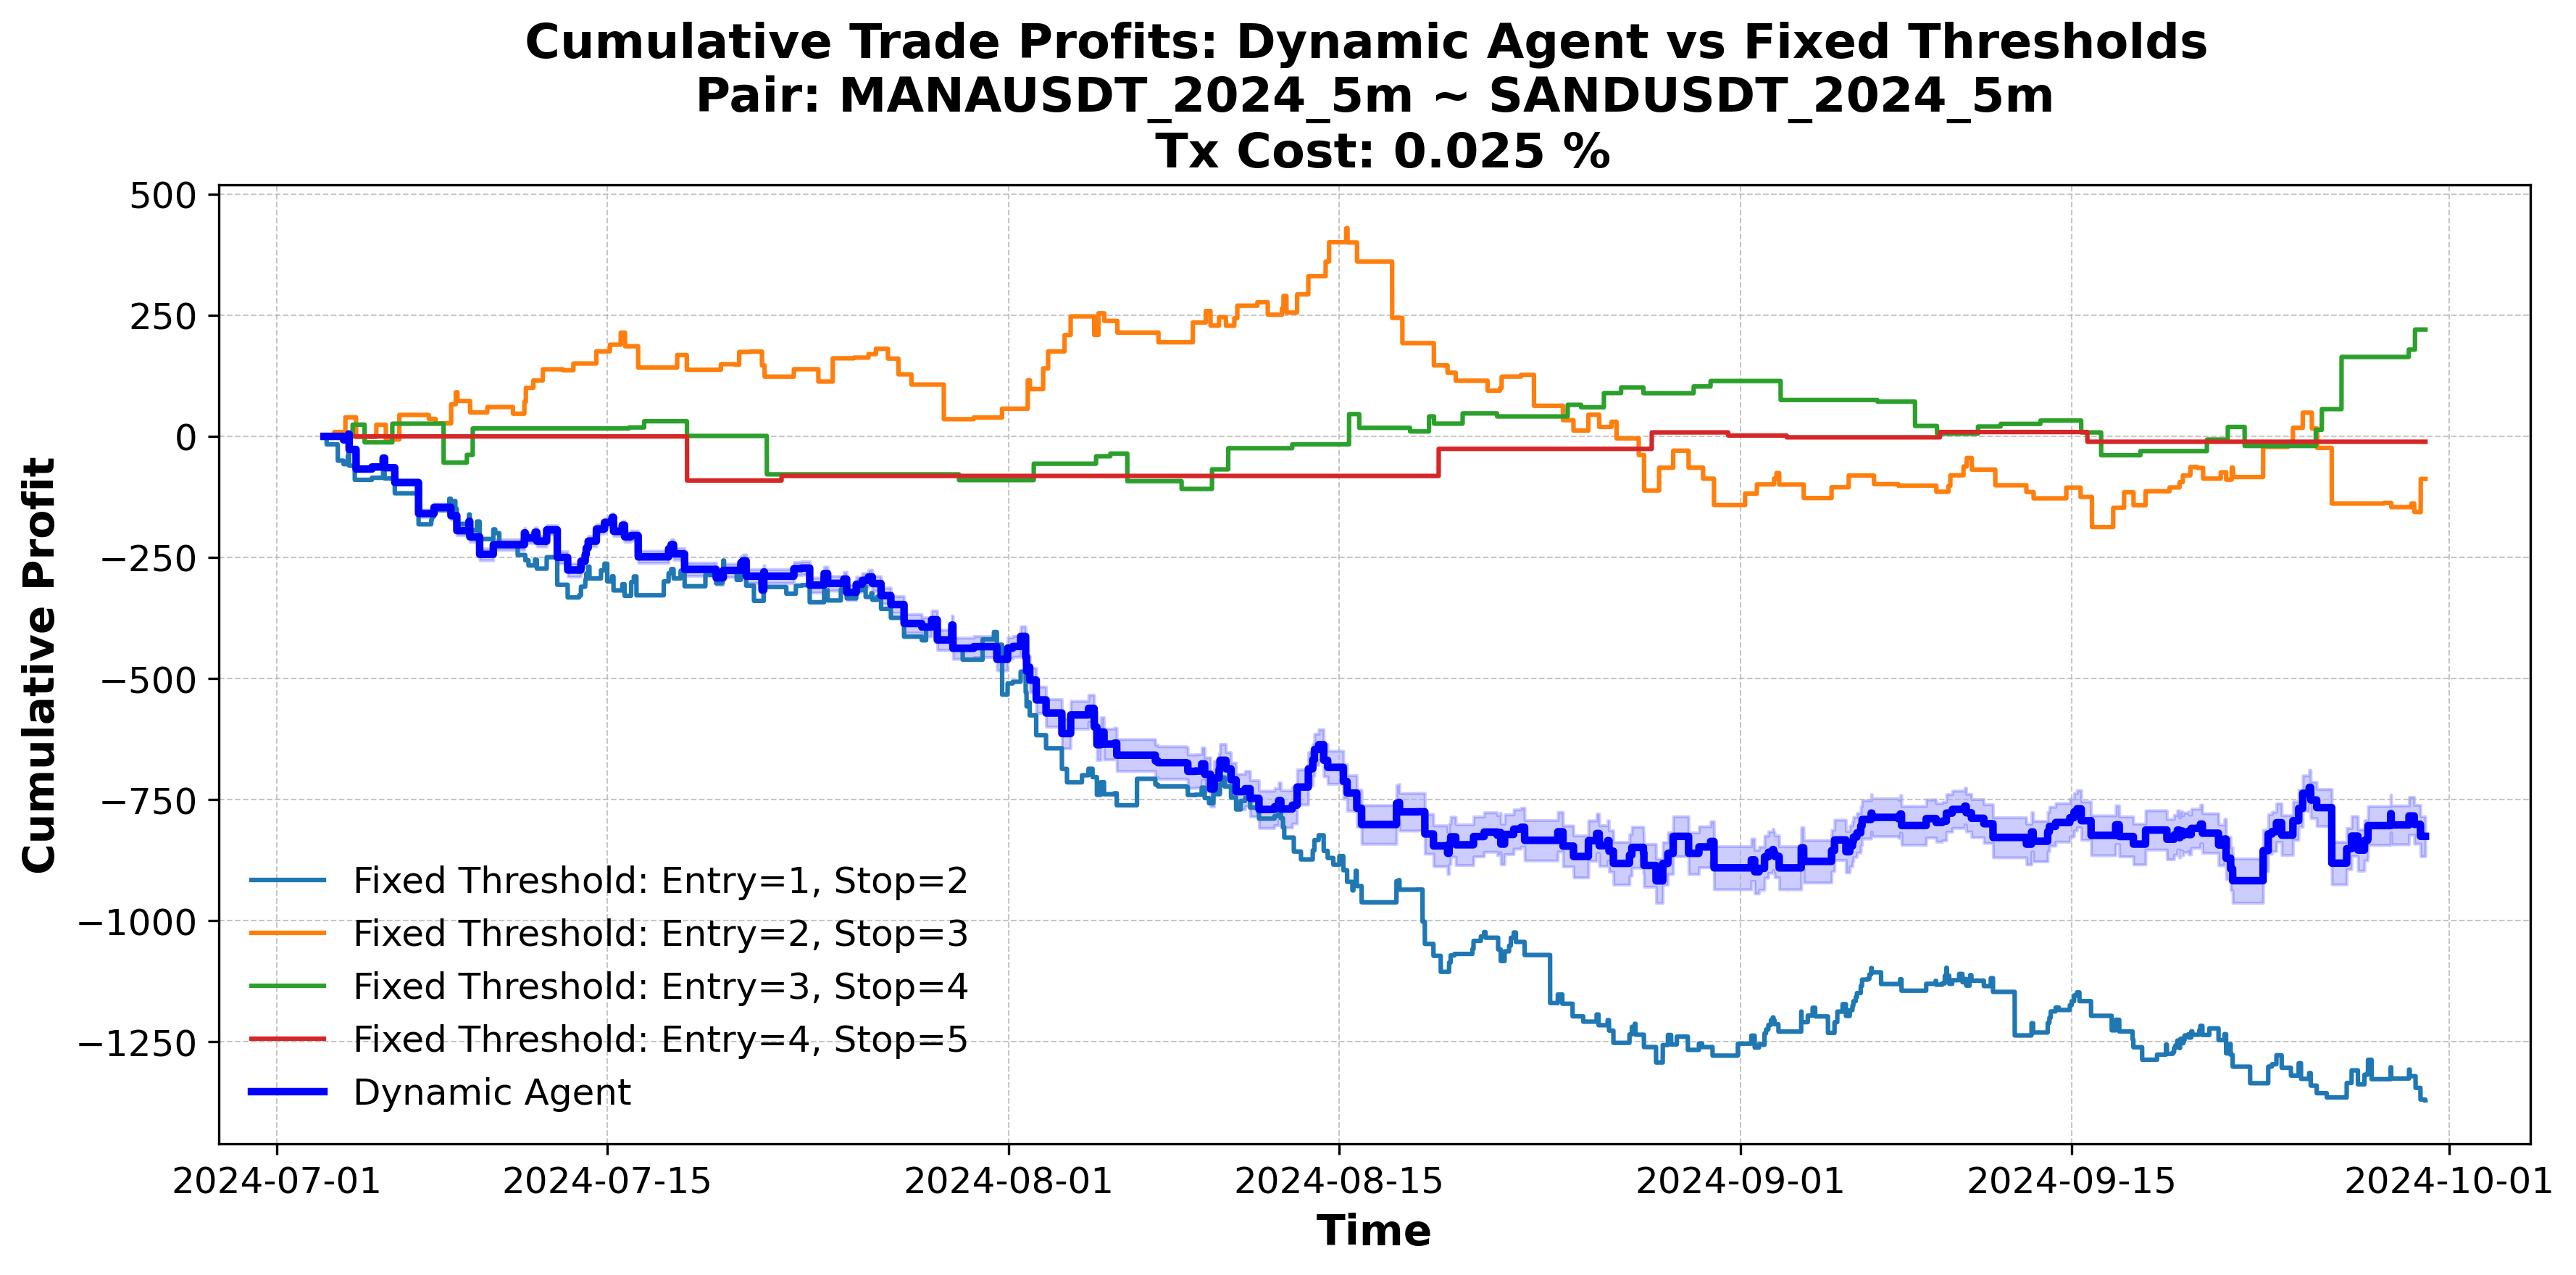 Cumulative Trade Profits: Dynamic Agent vs Fixed Thresholds
Pair: MANAUSDT_2024_5m ~ SANDUSDT_2024_5m
Tx Cost: 0.025 %
Cumulative Profit
500
250
0
−250
−500
−750
−1000
−1250
Fixed Threshold: Entry=1, Stop=2
Fixed Threshold: Entry=2, Stop=3
Fixed Threshold: Entry=3, Stop=4
Fixed Threshold: Entry=4, Stop=5
Dynamic Agent
2024-07-01
2024-07-15
2024-08-01
2024-08-15
2024-09-01
2024-09-15
2024-10-01
Time